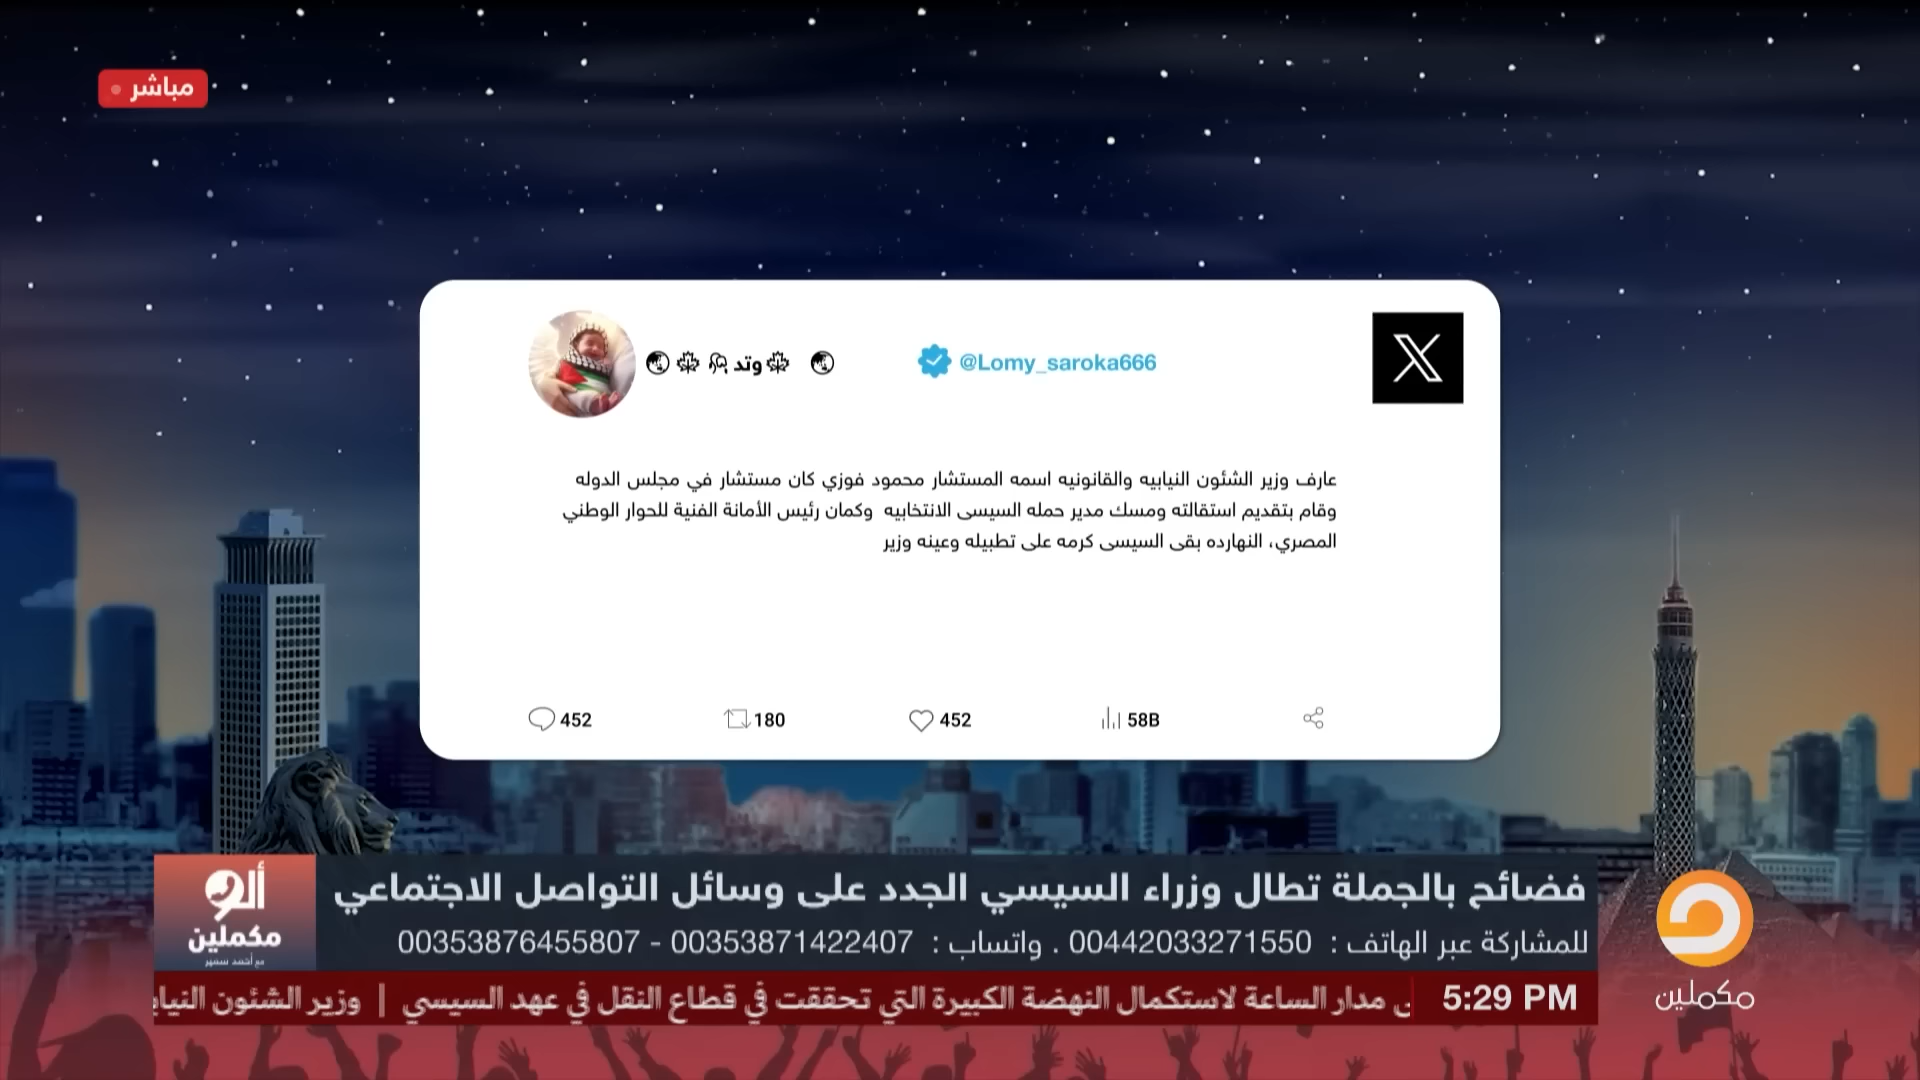 مباشر
وتد
@Lomy_saroka666
عارف وزير الشئون النيابيه والقانونيه اسمه المستشار محمود فوزي كان مستشار في مجلس الدوله
وقام بتقديم استقالته ومسك مدير حمله السيسى الانتخابيه وكمان رئيس الأمانة الفنية للحوار الوطني
المصري، النهارده بقى السيسى كرمه على تطبيله وعينه وزير
452
180
452
58B
فضائح بالجملة تطال وزراء السيسي الجدد على وسائل التواصل الاجتماعي
للمشاركة عبر الهاتف : 00442033271550 . واتساب : 00353871422407 - 00353876455807
ألو
مكملين
مع أحمد سمير
5:29 PM
مدار الساعة لاستكمال النهضة الكبيرة التي تحققت في قطاع النقل في عهد السيسي | وزير الشئون
مكملين